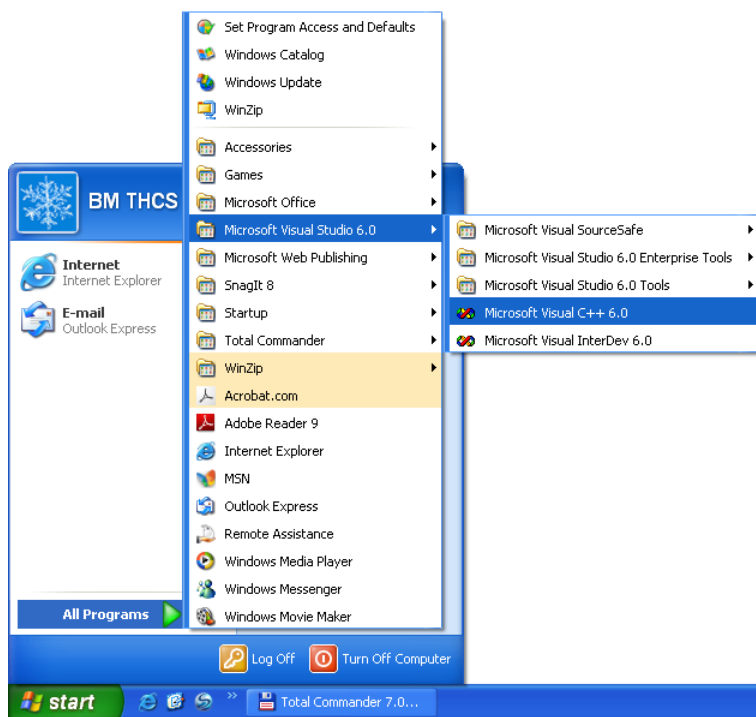 Set Program Access and Defaults
Windows Catalog
Windows Update
WinZip
Accessories
Games
Microsoft Office
Microsoft Visual Studio 6.0
Microsoft Web Publishing
SnagIt 8
Startup
Total Commander
WinZip
Acrobat.com
Adobe Reader 9
Internet Explorer
MSN
Outlook Express
Remote Assistance
Windows Media Player
Windows Messenger
Windows Movie Maker
Microsoft Visual SourceSafe
Microsoft Visual Studio 6.0 Enterprise Tools
Microsoft Visual Studio 6.0 Tools
Microsoft Visual C++ 6.0
Microsoft Visual InterDev 6.0
BM THCS
Internet
Internet Explorer
E-mail
Outlook Express
All Programs
Log Off
Turn Off Computer
start
Total Commander 7.0...